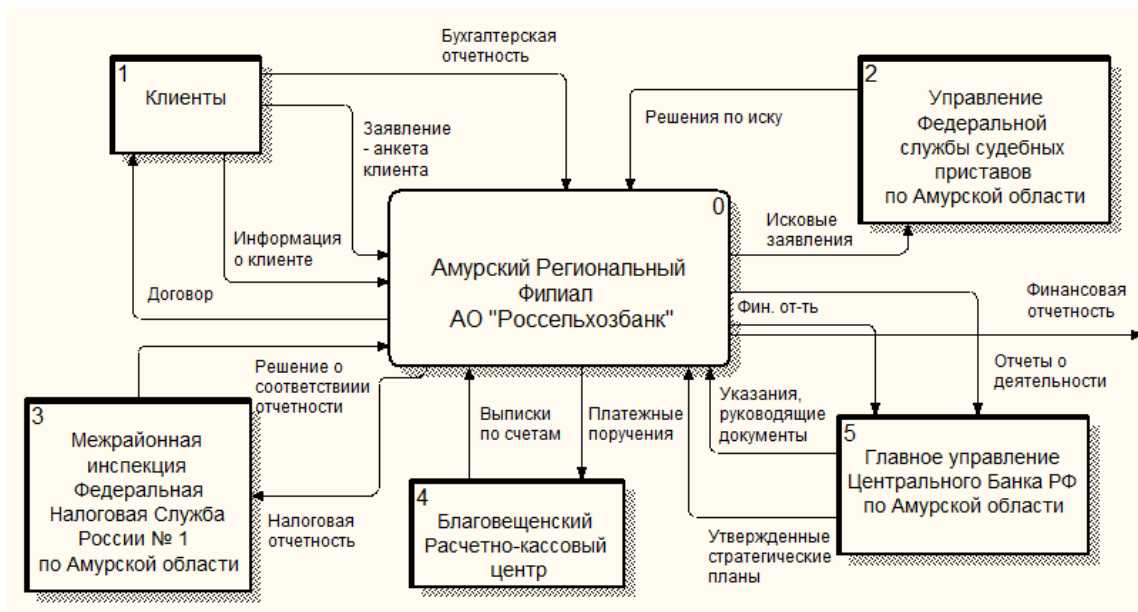 Бухгалтерская
отчетность
1
Клиенты
2
Управление
Федеральной
службы судебных
приставов
по Амурской области
Решения по иску
Заявление
- анкета
клиента
0
Амурский Региональный
Филиал
АО "Россельхозбанк"
Исковые
заявления
Информация
о клиенте
Договор
Финансовая
отчетность
Фин. от-ть
Отчеты о
деятельности
Решение о
соответствиии
отчетности
Выписки
по счетам
Платежные
поручения
Указания,
руководящие
документы
3
Межрайонная
инспекция
Федеральная
Налоговая Служба
России № 1
по Амурской области
Налоговая
отчетность
4
Благовещенский
Расчетно-кассовый
центр
5
Главное управление
Центрального Банка РФ
по Амурской области
Утвержденные
стратегические
планы